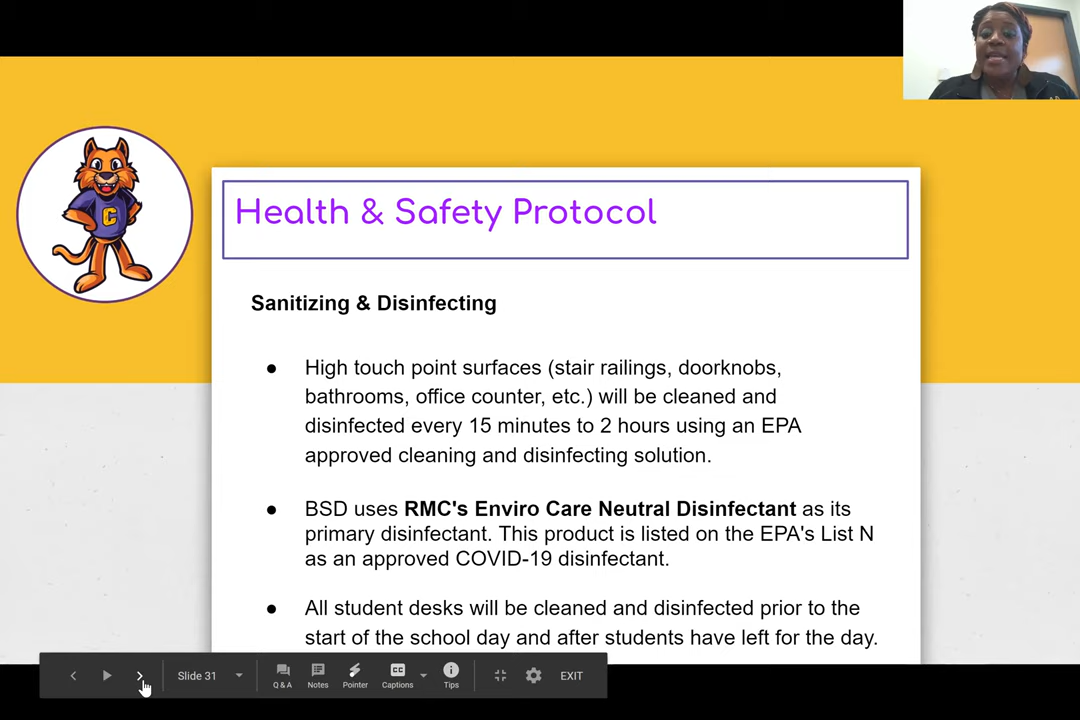 C
Health & Safety Protocol
Sanitizing & Disinfecting
● High touch point surfaces (stair railings, doorknobs,
bathrooms, office counter, etc.) will be cleaned and
disinfected every 15 minutes to 2 hours using an EPA
approved cleaning and disinfecting solution.
● BSD uses RMC's Enviro Care Neutral Disinfectant as its
primary disinfectant. This product is listed on the EPA's List N
as an approved COVID-19 disinfectant.
● All student desks will be cleaned and disinfected prior to the
start of the school day and after students have left for the day.
Slide 31
Q & A
Notes
Pointer
CC
Captions
Tips
EXIT